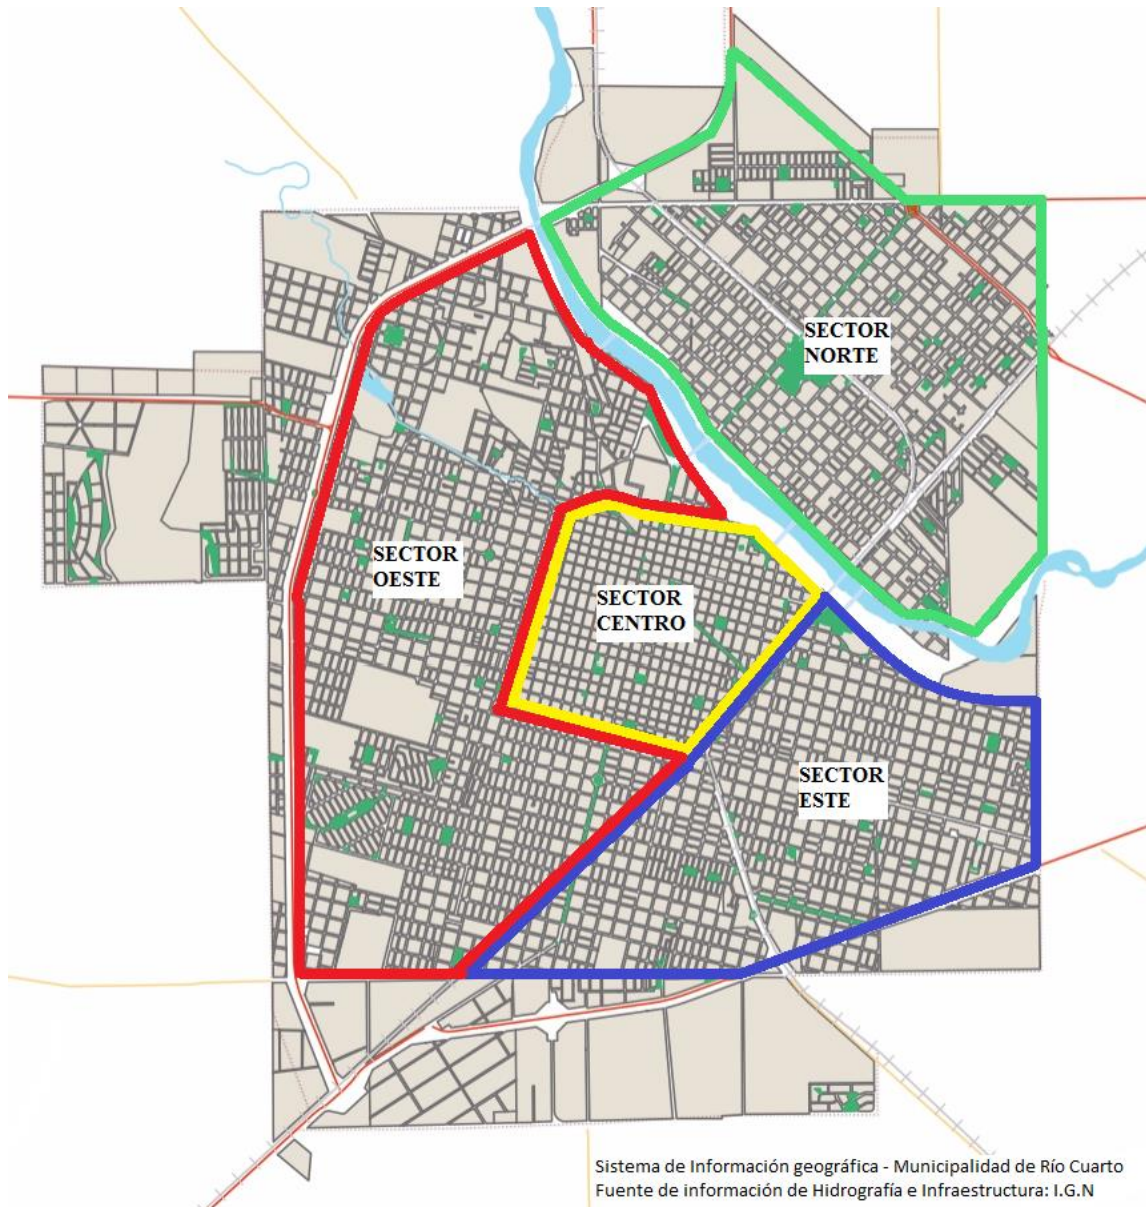 SECTOR
NORTE
SECTOR
OESTE
SECTOR
CENTRO
SECTOR
ESTE
Sistema de Información geográfica - Municipalidad de Río Cuarto
Fuente de información de Hidrografía e Infraestructura: I.G.N